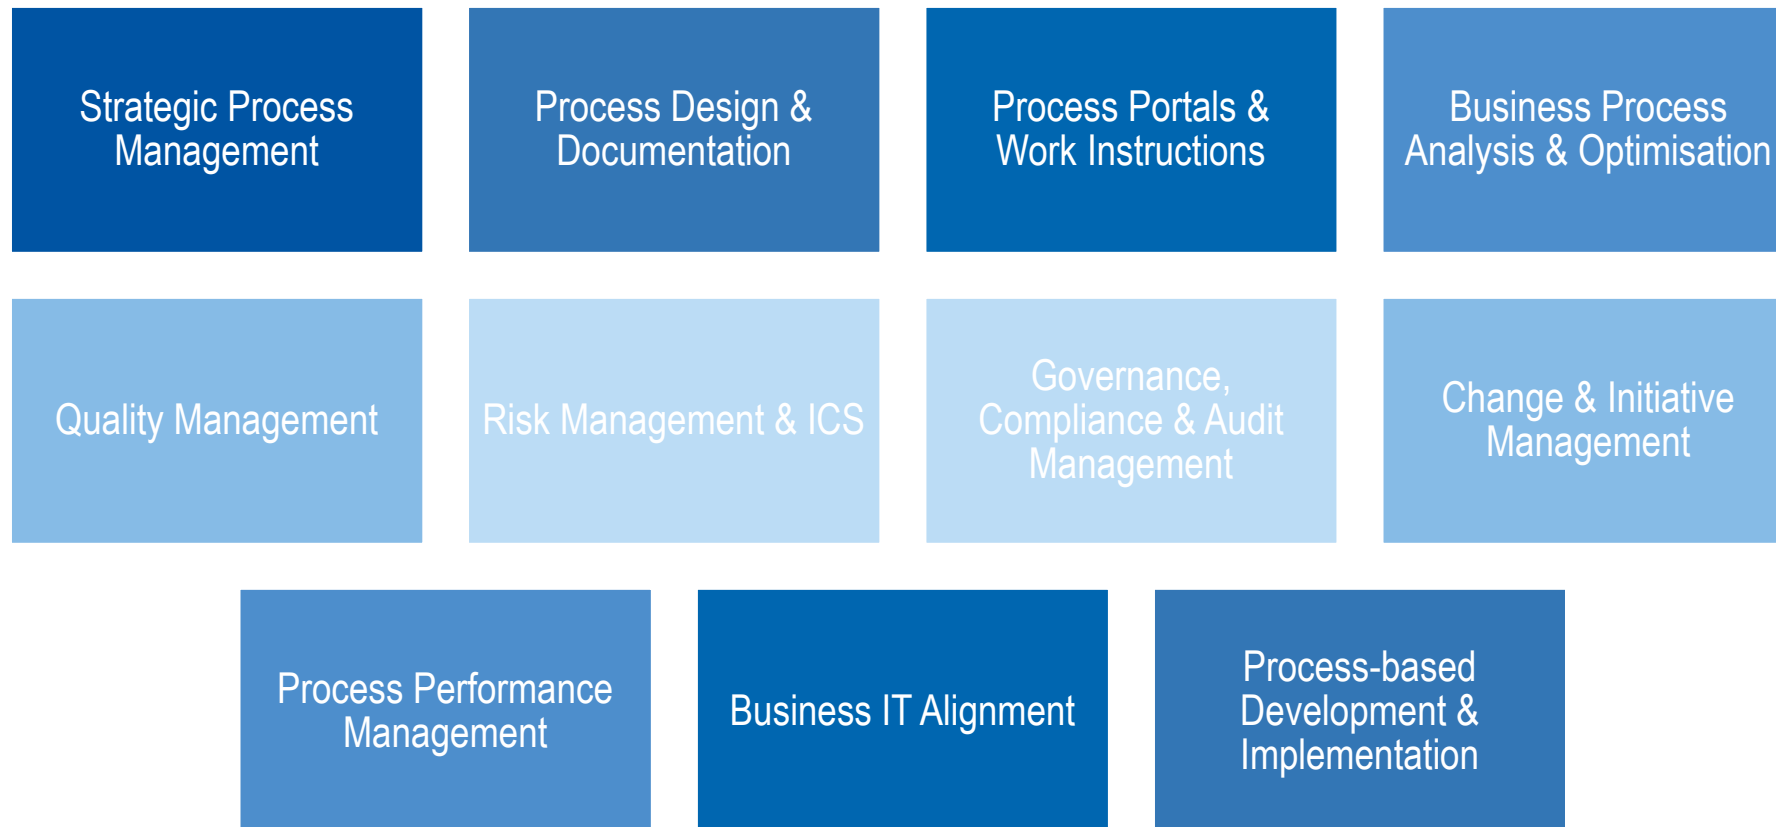 Strategic Process
Management
Process Design &
Documentation
Process Portals &
Work Instructions
Business Process
Analysis & Optimisation
Quality Management
Risk Management & ICS
Governance,
Compliance & Audit
Management
Change & Initiative
Management
Process Performance
Management
Business IT Alignment
Process-based
Development &
Implementation